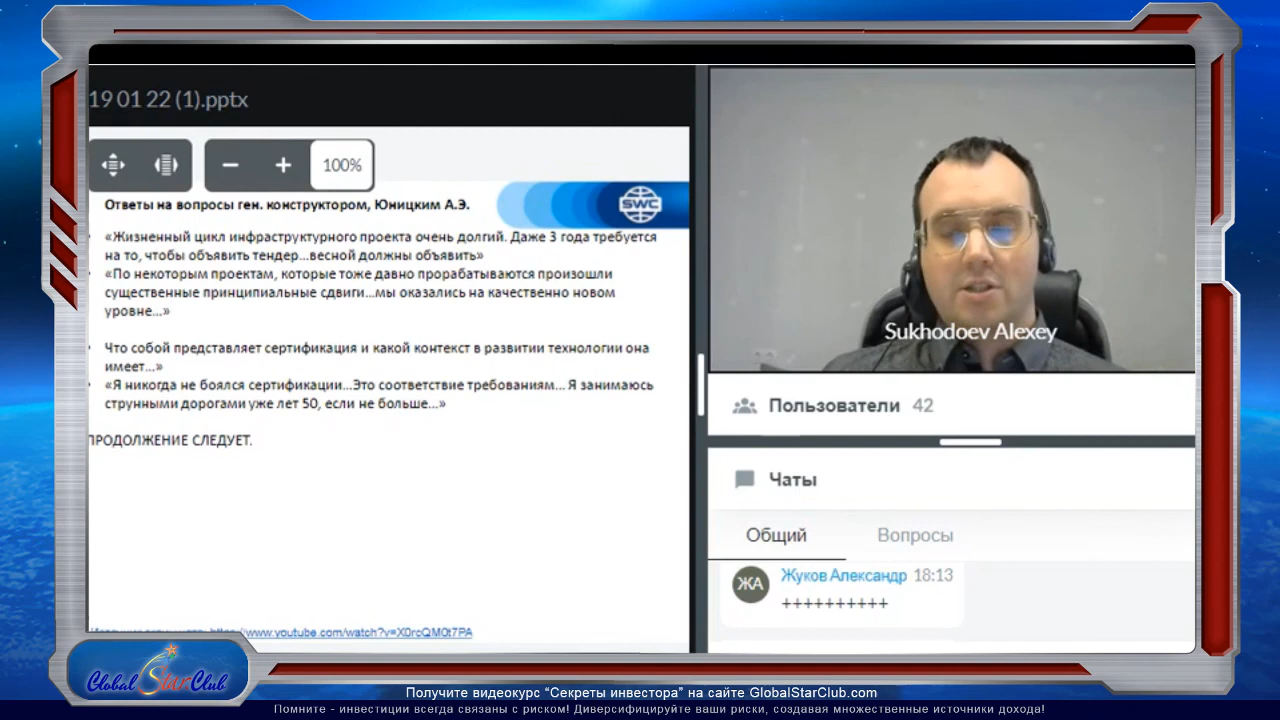 19 01 22 (1).pptx
100%
Ответы на вопросы ген. конструктором, Юницким А.Э.
SWC
«Жизненный цикл инфраструктурного проекта очень долгий. Даже 3 года требуется
на то, чтобы объявить тендер...весной должны объявить»
«По некоторым проектам, которые тоже давно прорабатываются произошли
существенные принципиальные сдвиги...мы оказались на качественно новом
уровне...»
Что собой представляет сертификация и какой контекст в развитии технологии она
имеет...»
«Я никогда не боялся сертификации...Это соответствие требованиям... Я занимаюсь
струнными дорогами уже лет 50, если не больше...»
ПРОДОЛЖЕНИЕ СЛЕДУЕТ.
https://www.youtube.com/watch?v=X0rcQM0t7PA
Sukhodoev Alexey
Пользователи 42
Чаты
Общий Вопросы
ЖА
Жуков Александр 18:13
++++++++++
Global Star Club
Получите видеокурс “Секреты инвестора” на сайте GlobalStarClub.com
Помните - инвестиции всегда связаны с риском! Диверсифицируйте ваши риски, создавая множественные источники дохода!